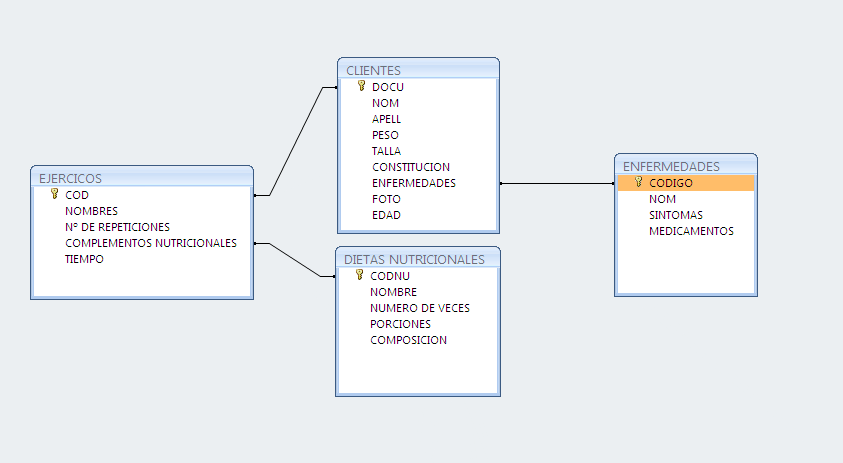 CLIENTES
DOCU
NOM
APELL
PESO
TALLA
CONSTITUCION
ENFERMEDADES
FOTO
EDAD
EJERCICOS
COD
NOMBRES
Nº DE REPETICIONES
COMPLEMENTOS NUTRICIONALES
TIEMPO
DIETAS NUTRICIONALES
CODNU
NOMBRE
NUMERO DE VECES
PORCIONES
COMPOSICION
ENFERMEDADES
CODIGO
NOM
SINTOMAS
MEDICAMENTOS